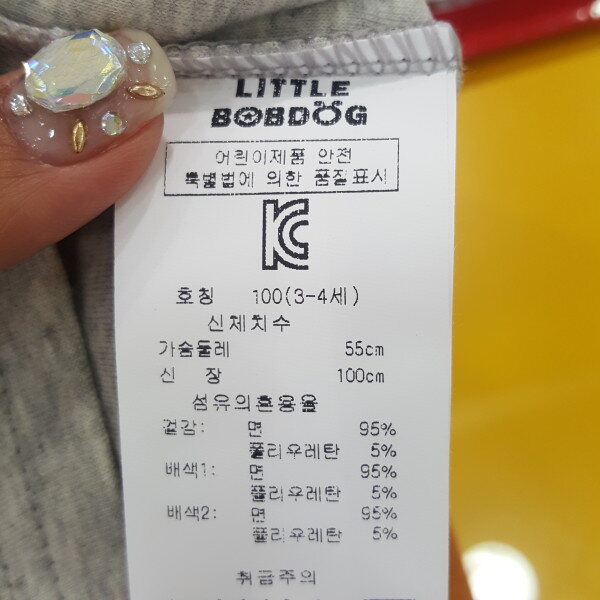 LITTLE
BOBDOG
어린이제품 안전
특별법에 의한 품질표시
KC
호칭 100(3-4세)
신체치수
가슴둘레 55cm
신 장 100cm
섬유의혼용율
겉감: 면 95%
폴리우레탄 5%
배색1: 면 95%
폴리우레탄 5%
배색2: 면 95%
폴리우레탄 5%
취급주의